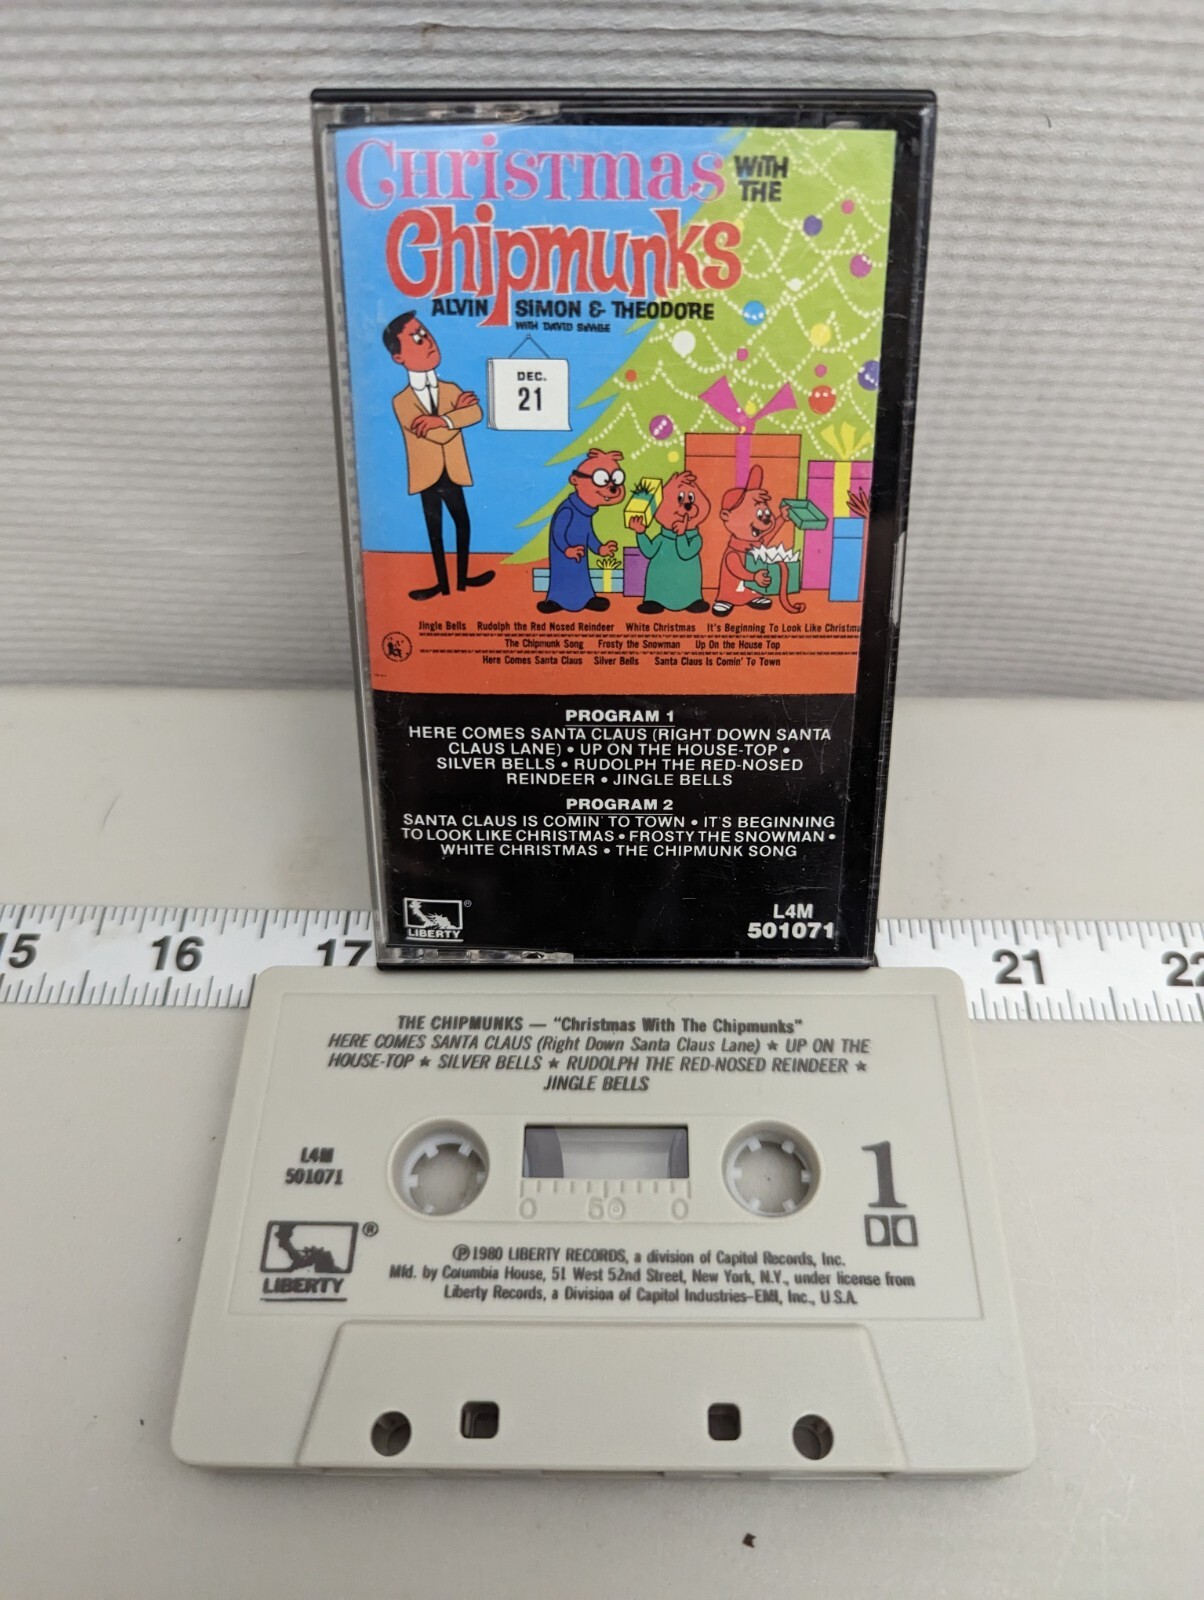 CHRISTMAS WITH THE
Chipmunks
ALVIN SIMON & THEODORE
WITH DAVID SEVILLE
DEC.
21
Jingle Bells Rudolph the Red Nosed Reindeer White Christmas It's Beginning To Look Like Christma
The Chipmunk Song Frosty the Snowman Up On the House Top
Here Comes Santa Claus Silver Bells Santa Claus Is Comin' To Town
PROGRAM 1
HERE COMES SANTA CLAUS (RIGHT DOWN SANTA
CLAUS LANE) • UP ON THE HOUSE-TOP •
SILVER BELLS • RUDOLPH THE RED-NOSED
REINDEER • JINGLE BELLS
PROGRAM 2
SANTA CLAUS IS COMIN' TO TOWN • IT'S BEGINNING
TO LOOK LIKE CHRISTMAS • FROSTY THE SNOWMAN •
WHITE CHRISTMAS • THE CHIPMUNK SONG
LIBERTY ®
L4M
501071
15 16 17 21 22
THE CHIPMUNKS — "Christmas With The Chipmunks"
HERE COMES SANTA CLAUS (Right Down Santa Claus Lane) ★ UP ON THE
HOUSE-TOP ★ SILVER BELLS ★ RUDOLPH THE RED-NOSED REINDEER ★
JINGLE BELLS
L4M
501071
1
0 50 0
LIBERTY ®
℗ 1980 LIBERTY RECORDS, a division of Capitol Records, Inc.
Mfd. by Columbia House, 51 West 52nd Street, New York, N.Y., under license from
Liberty Records, a Division of Capitol Industries-EMI, Inc., U.S.A.